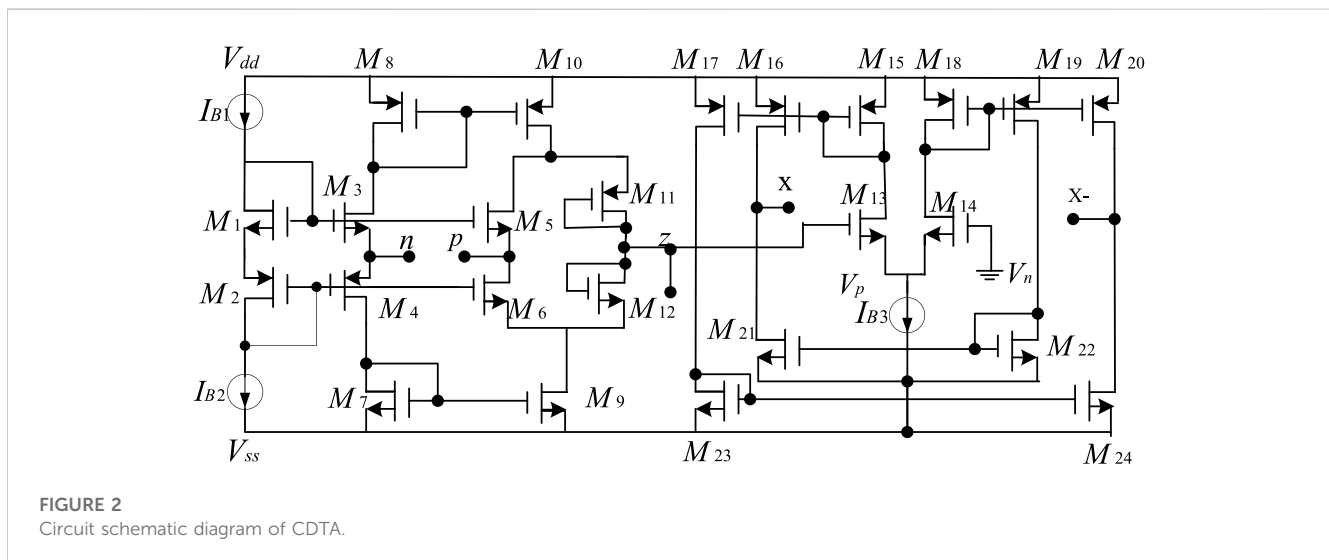 Vdd M8 M10 M17 M16 M15 M18 M19 M20
IB1
M3 M11 x M13 M14 x-
M1 n p M5 z
Vp Vn
M2 M4 M6 M12 IB3
M21 M22
IB2 M7 M9
Vss M23 M24
FIGURE 2
Circuit schematic diagram of CDTA.